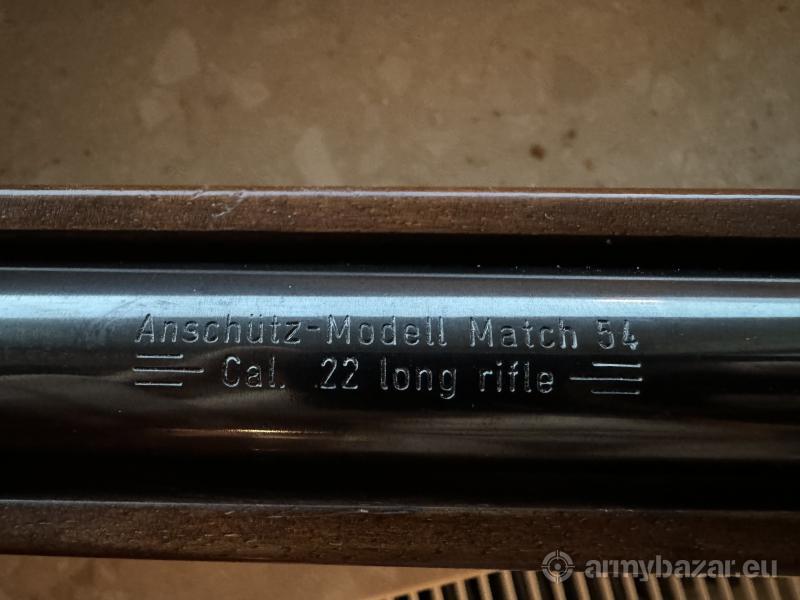 Anschütz-Modell Match 54
Cal. .22 long rifle
armybazar.eu